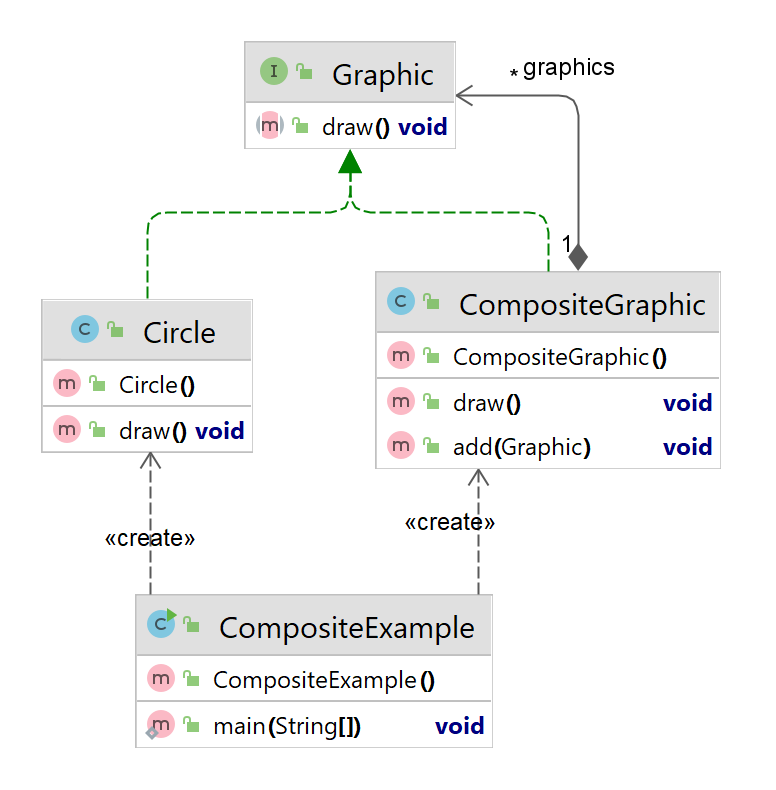 * graphics
I Graphic
m draw() void
1
C CompositeGraphic
m CompositeGraphic()
m draw() void
m add(Graphic) void
C Circle
m Circle()
m draw() void
«create»
«create»
C CompositeExample
m CompositeExample()
m main(String[]) void